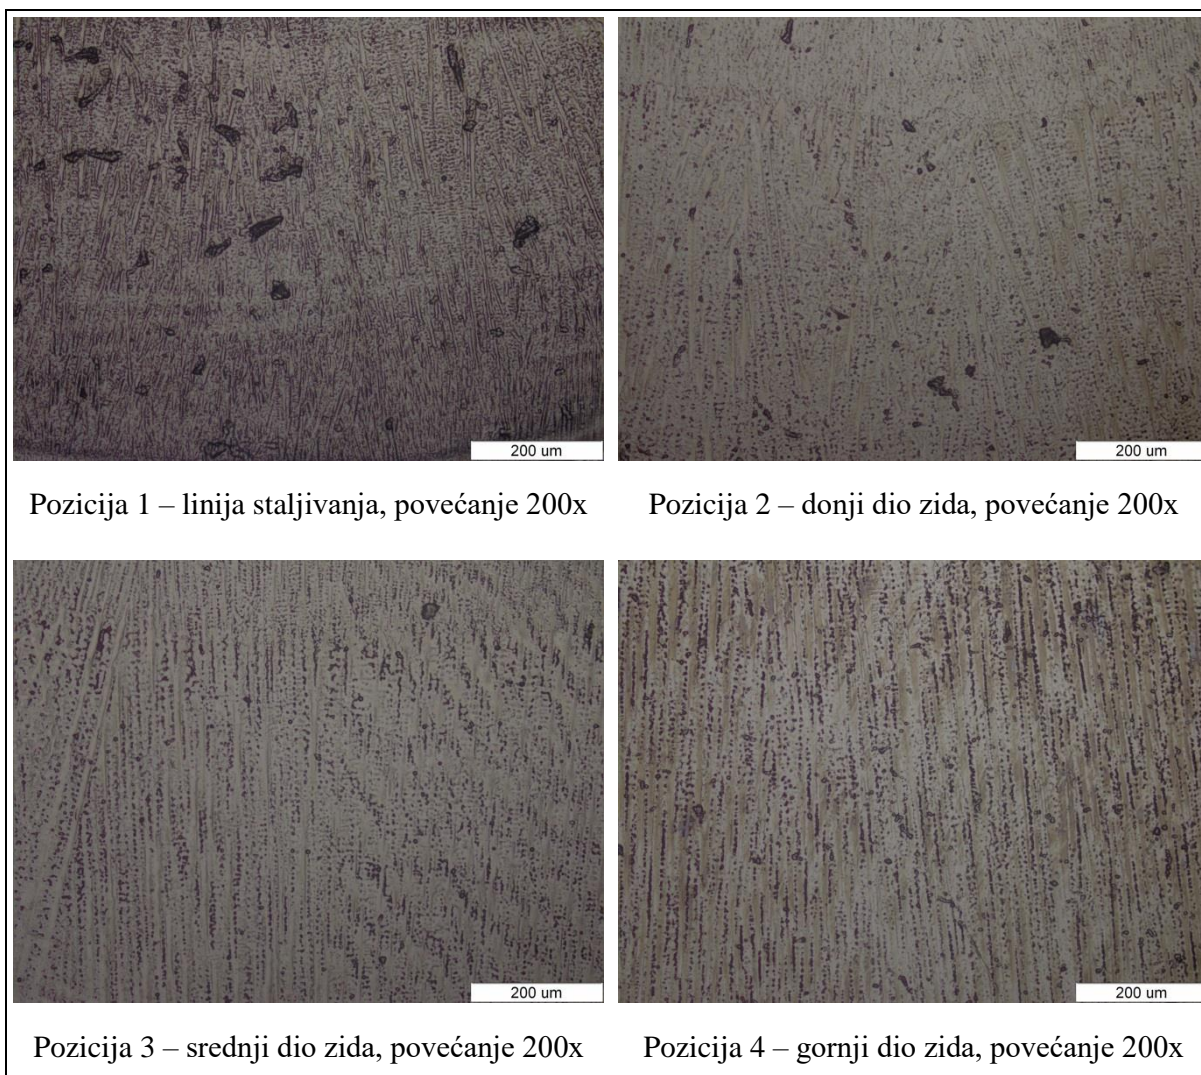 200 um
200 um
Pozicija 1 – linija staljivanja, povećanje 200x
Pozicija 2 – donji dio zida, povećanje 200x
200 um
200 um
Pozicija 3 – srednji dio zida, povećanje 200x
Pozicija 4 – gornji dio zida, povećanje 200x